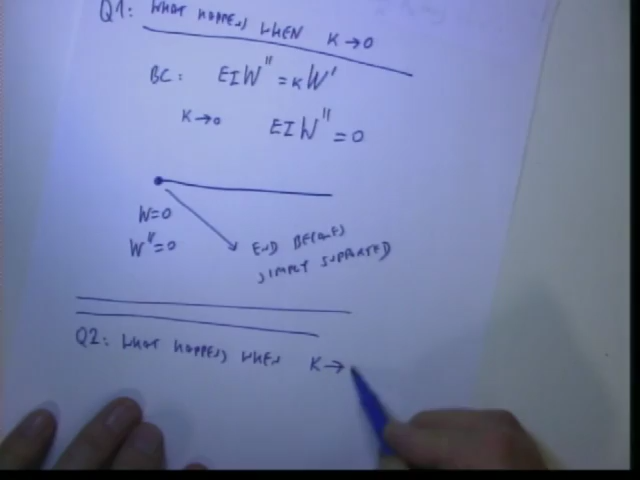 Q1: WHAT HAPPENS WHEN K→0
BC: EIW'' = KW'
K→0 EIW'' = 0
W=0
W''=0
END BECOMES
SIMPLY SUPPORTED
Q2: WHAT HAPPENS WHEN K→